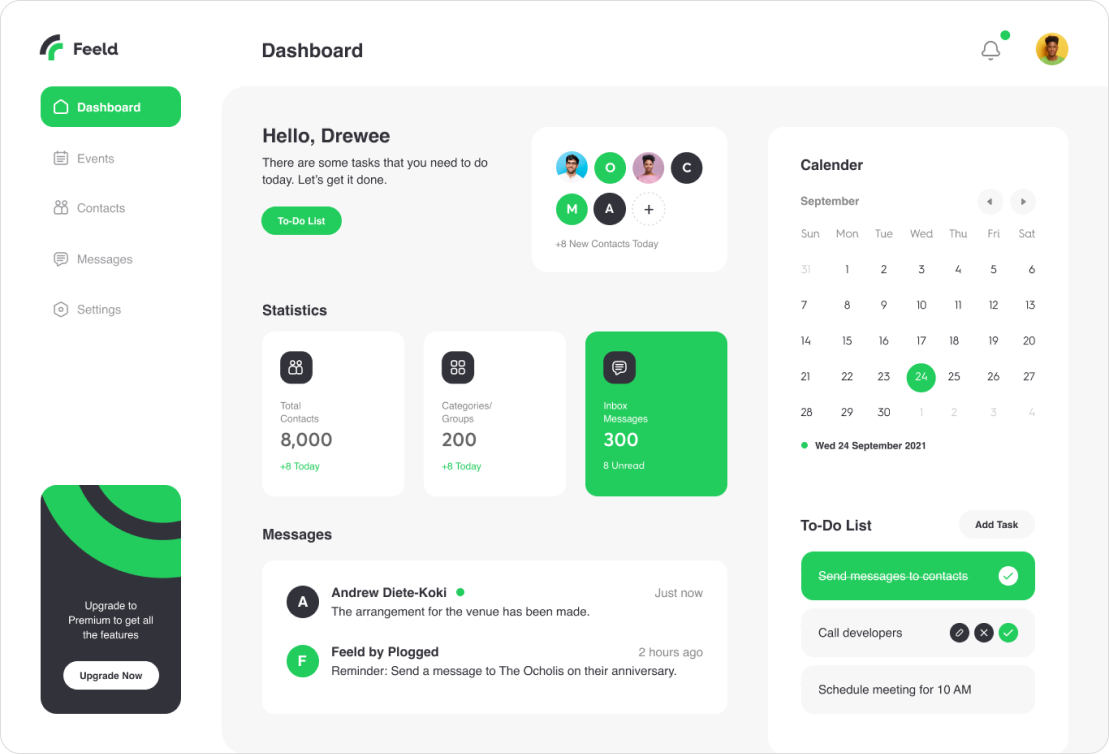 Feeld
Dashboard
Dashboard
Events
Contacts
Messages
Settings
Upgrade to
Premium to get all
the features
Upgrade Now
Hello, Drewee
There are some tasks that you need to do
today. Let’s get it done.
To-Do List
O
C
M
A
+
+8 New Contacts Today
Statistics
Total
Contacts
8,000
+8 Today
Categories/
Groups
200
+8 Today
Inbox
Messages
300
8 Unread
Messages
A
Andrew Diete-Koki
Just now
The arrangement for the venue has been made.
F
Feeld by Plogged
2 hours ago
Reminder: Send a message to The Ocholis on their anniversary.
Calender
September
Sun Mon Tue Wed Thu Fri Sat
31 1 2 3 4 5 6
7 8 9 10 11 12 13
14 15 16 17 18 19 20
21 22 23 24 25 26 27
28 29 30 1 2 3 4
Wed 24 September 2021
To-Do List
Add Task
Send messages to contacts
Call developers
Schedule meeting for 10 AM